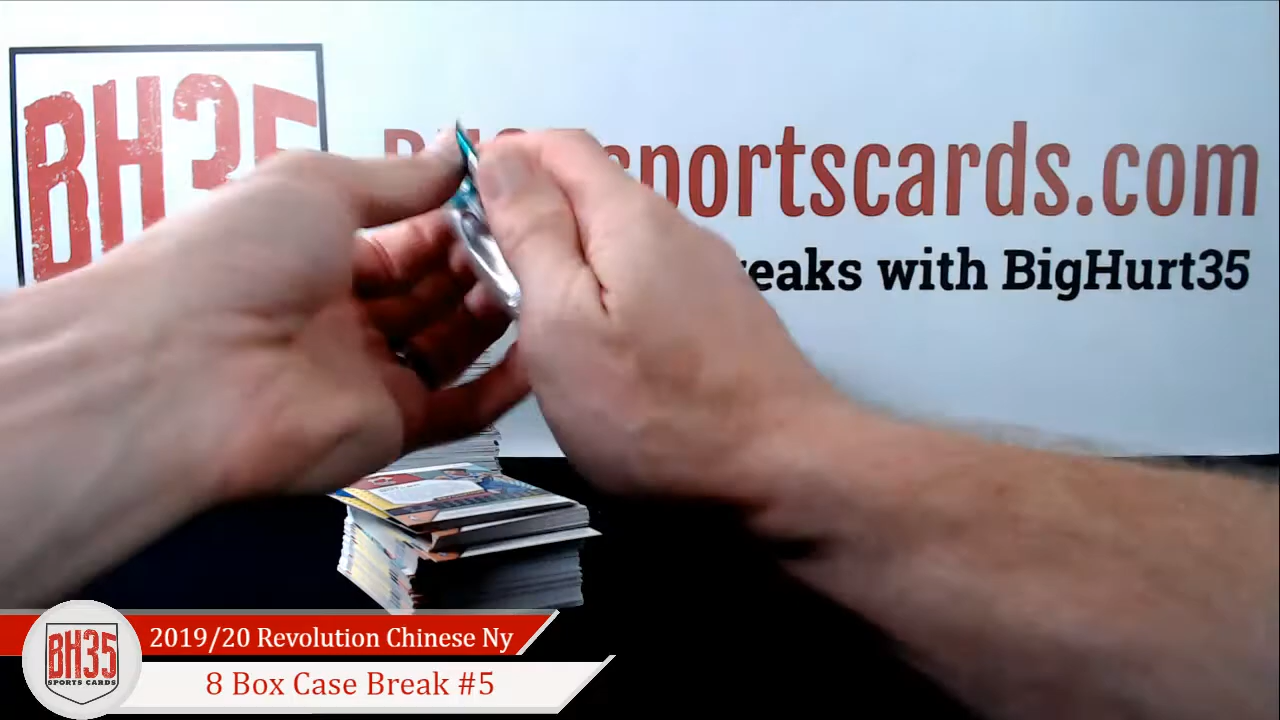 BH35
sportscards.com
eaks with BigHurt35
BH35
SPORTS CARDS
2019/20 Revolution Chinese Ny
8 Box Case Break #5